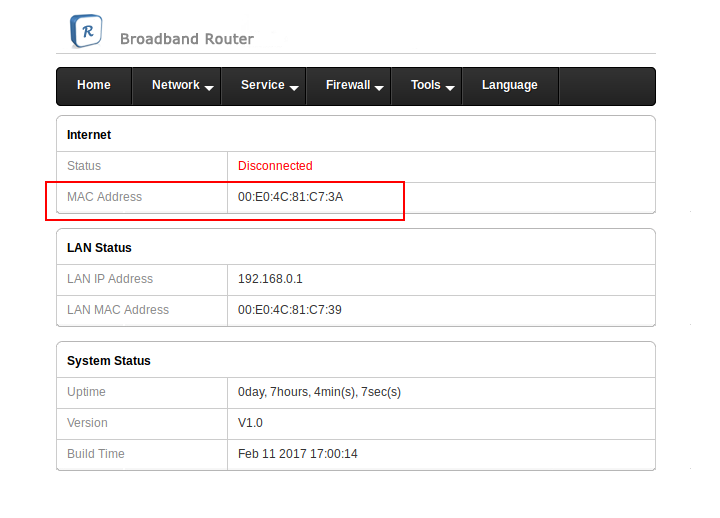 R
Broadband Router
Home Network Service Firewall Tools Language
Internet
Status Disconnected
MAC Address 00:E0:4C:81:C7:3A
LAN Status
LAN IP Address 192.168.0.1
LAN MAC Address 00:E0:4C:81:C7:39
System Status
Uptime 0day, 7hours, 4min(s), 7sec(s)
Version V1.0
Build Time Feb 11 2017 17:00:14